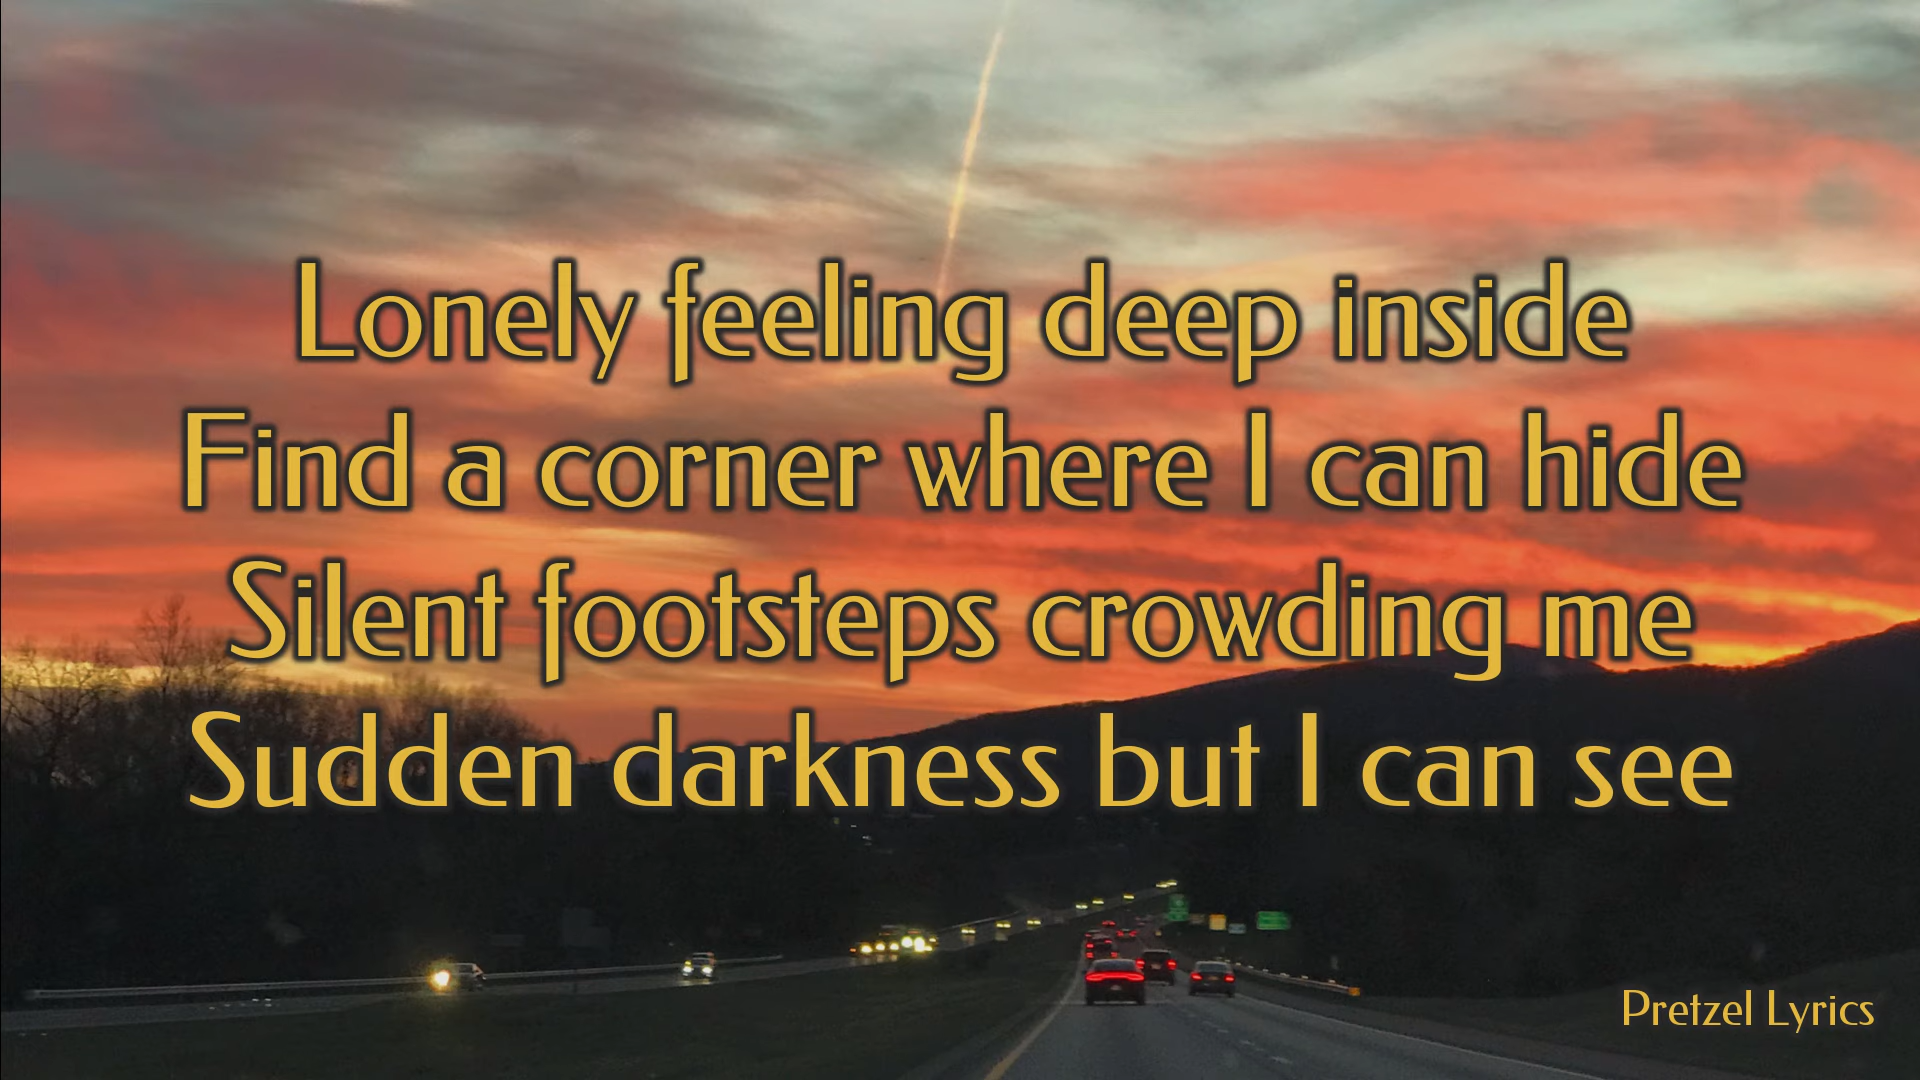 Lonely feeling deep inside
Find a corner where I can hide
Silent footsteps crowding me
Sudden darkness but I can see
Pretzel Lyrics